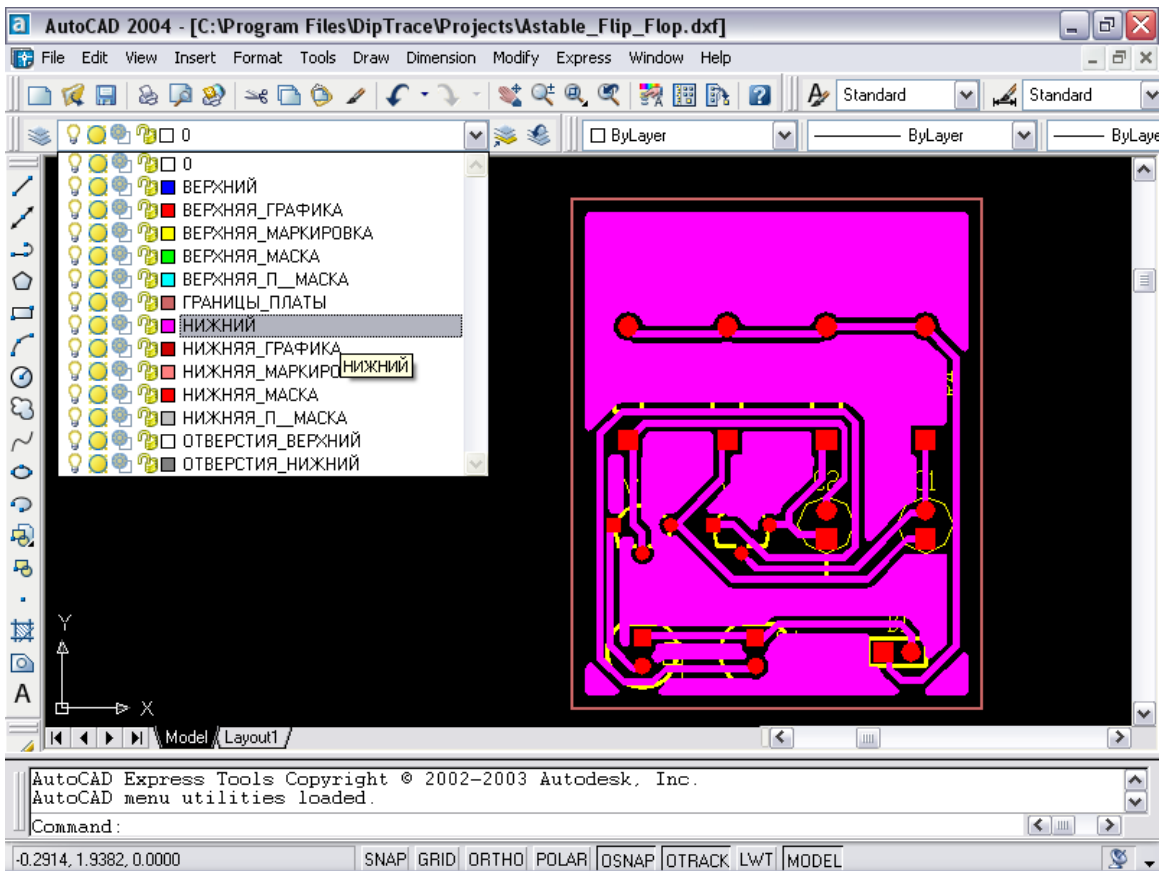 AutoCAD 2004 - [C:\Program Files\DipTrace\Projects\Astable_Flip_Flop.dxf]
File Edit View Insert Format Tools Draw Dimension Modify Express Window Help
Standard Standard
0 ByLayer ByLayer ByLaye
0
ВЕРХНИЙ
ВЕРХНЯЯ_ГРАФИКА
ВЕРХНЯЯ_МАРКИРОВКА
ВЕРХНЯЯ_МАСКА
ВЕРХНЯЯ_П__МАСКА
ГРАНИЦЫ_ПЛАТЫ
НИЖНИЙ
НИЖНЯЯ_ГРАФИКА
НИЖНЯЯ_МАРКИРО
НИЖНИЙ
НИЖНЯЯ_МАСКА
НИЖНЯЯ_П__МАСКА
ОТВЕРСТИЯ_ВЕРХНИЙ
ОТВЕРСТИЯ_НИЖНИЙ
C2 C1
Y
X
A
Model Layout1
AutoCAD Express Tools Copyright © 2002-2003 Autodesk, Inc.
AutoCAD menu utilities loaded.
Command:
-0.2914, 1.9382, 0.0000 SNAP GRID ORTHO POLAR OSNAP OTRACK LWT MODEL